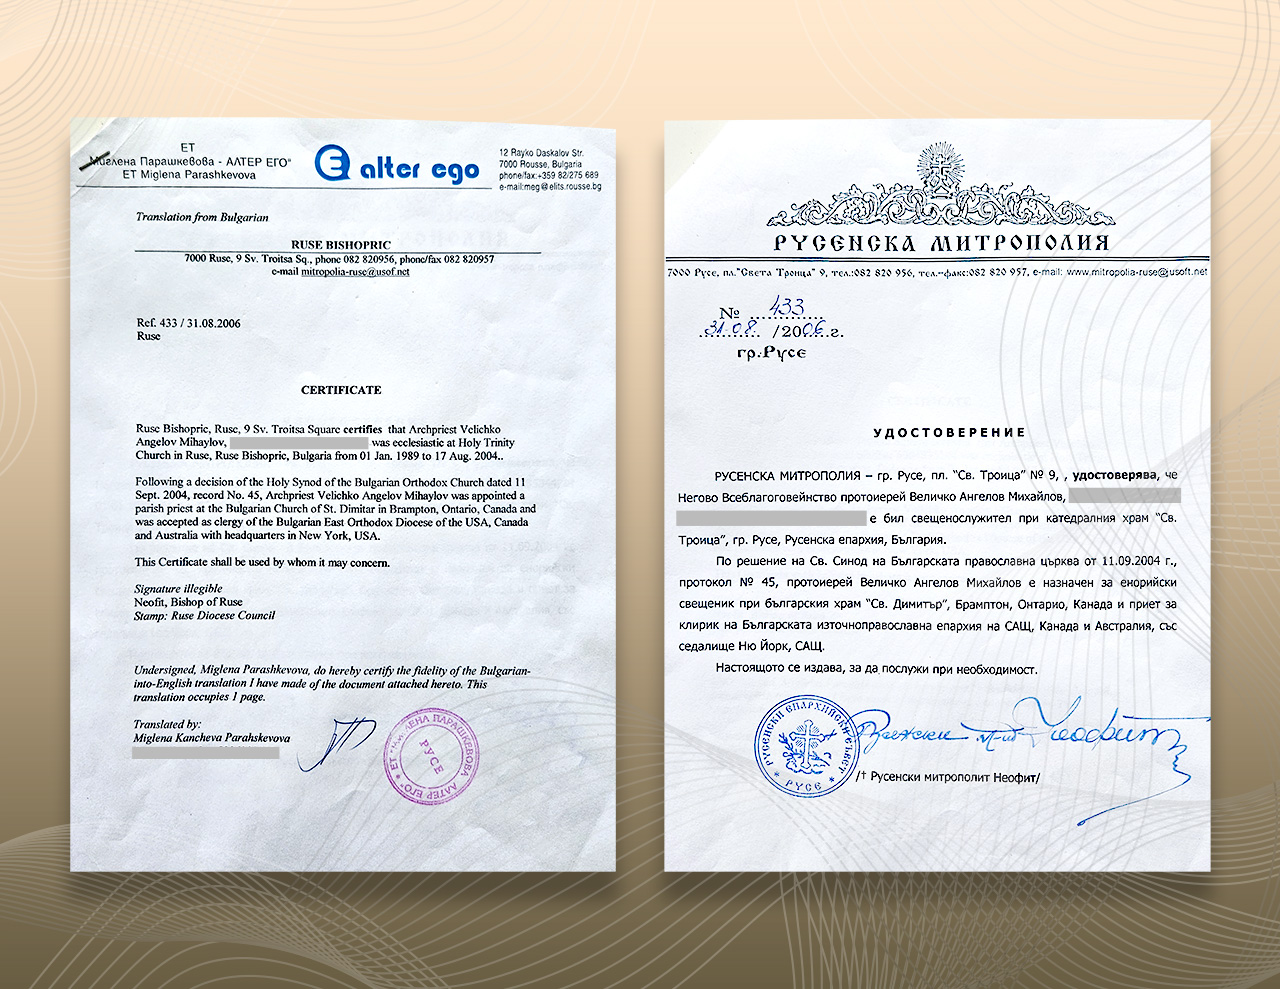 ET
Миглена Парашкевова - АЛТЕР ЕГО"
ET Miglena Parashkevova
alter ego
12 Rayko Daskalov Str.
7000 Rousse, Bulgaria
phone/fax:+359 82/275 689
e-mail:meg@elits.rousse.bg
Translation from Bulgarian
RUSE BISHOPRIC
7000 Ruse, 9 Sv. Troitsa Sq., phone 082 820956, phone/fax 082 820957
e-mail mitropolia-ruse@usof.net
Ref. 433 / 31.08.2006
Ruse
CERTIFICATE
Ruse Bishopric, Ruse, 9 Sv. Troitsa Square certifies that Archpriest Velichko
Angelov Mihaylov, was ecclesiastic at Holy Trinity
Church in Ruse, Ruse Bishopric, Bulgaria from 01 Jan. 1989 to 17 Aug. 2004..
Following a decision of the Holy Synod of the Bulgarian Orthodox Church dated 11
Sept. 2004, record No. 45, Archpriest Velichko Angelov Mihaylov was appointed a
parish priest at the Bulgarian Church of St. Dimitar in Brampton, Ontario, Canada and
was accepted as clergy of the Bulgarian East Orthodox Diocese of the USA, Canada
and Australia with headquarters in New York, USA.
This Certificate shall be used by whom it may concern.
Signature illegible
Neofit, Bishop of Ruse
Stamp: Ruse Diocese Council
Undersigned, Miglena Parashkevova, do hereby certify the fidelity of the Bulgarian-
into-English translation I have made of the document attached hereto. This
translation occupies 1 page.
Translated by:
Miglena Kancheva Parahskevova
ЕТ "МИГЛЕНА ПАРАШКЕВОВА АЛТЕР ЕГО"
РУСЕ
РУСЕНСКА МИТРОПОЛИЯ
7000 Русе, пл."Света Троица" 9, тел.:082 820 956, тел.-факс:082 820 957, e-mail: www.mitropolia-ruse@usoft.net
№ 433
31.08. /2006 г.
гр.Русе
УДОСТОВЕРЕНИЕ
РУСЕНСКА МИТРОПОЛИЯ – гр. Русе, пл. "Св. Троица" № 9, , удостоверява, че
Негово Всеблагоговейнство протоиерей Величко Ангелов Михайлов,
е бил свещенослужител при катедралния храм "Св.
Троица", гр. Русе, Русенска епархия, България.
По решение на Св. Синод на Българската православна църква от 11.09.2004 г.,
протокол № 45, протоиерей Величко Ангелов Михайлов е назначен за енорийски
свещеник при българския храм "Св. Димитър", Брамптон, Онтарио, Канада и приет за
клирик на Българската източноправославна епархия на САЩ, Канада и Австралия, със
седалище Ню Йорк, САЩ.
Настоящото се издава, за да послужи при необходимост.
РУСЕНСКИ ЕПАРХИЙСКИ СЪВЕТ
РУСЕ
/† Русенски митрополит Неофит/